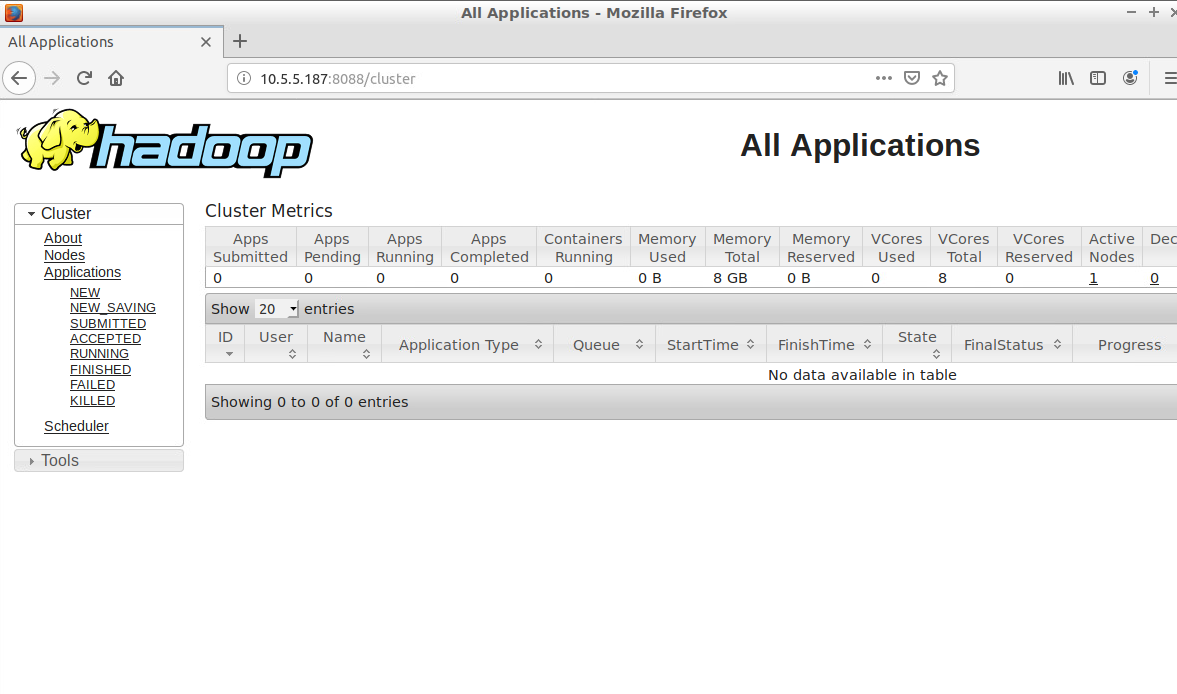 All Applications - Mozilla Firefox
All Applications
10.5.5.187:8088/cluster
hadoop
All Applications
Cluster
About
Nodes
Applications
NEW
NEW_SAVING
SUBMITTED
ACCEPTED
RUNNING
FINISHED
FAILED
KILLED
Scheduler
Tools
Cluster Metrics
Apps Submitted Apps Pending Apps Running Apps Completed Containers Running Memory Used Memory Total Memory Reserved VCores Used VCores Total VCores Reserved Active Nodes Dec
0 0 0 0 0 0 B 8 GB 0 B 0 8 0 1 0
Show 20 entries
ID User Name Application Type Queue StartTime FinishTime State FinalStatus Progress
No data available in table
Showing 0 to 0 of 0 entries